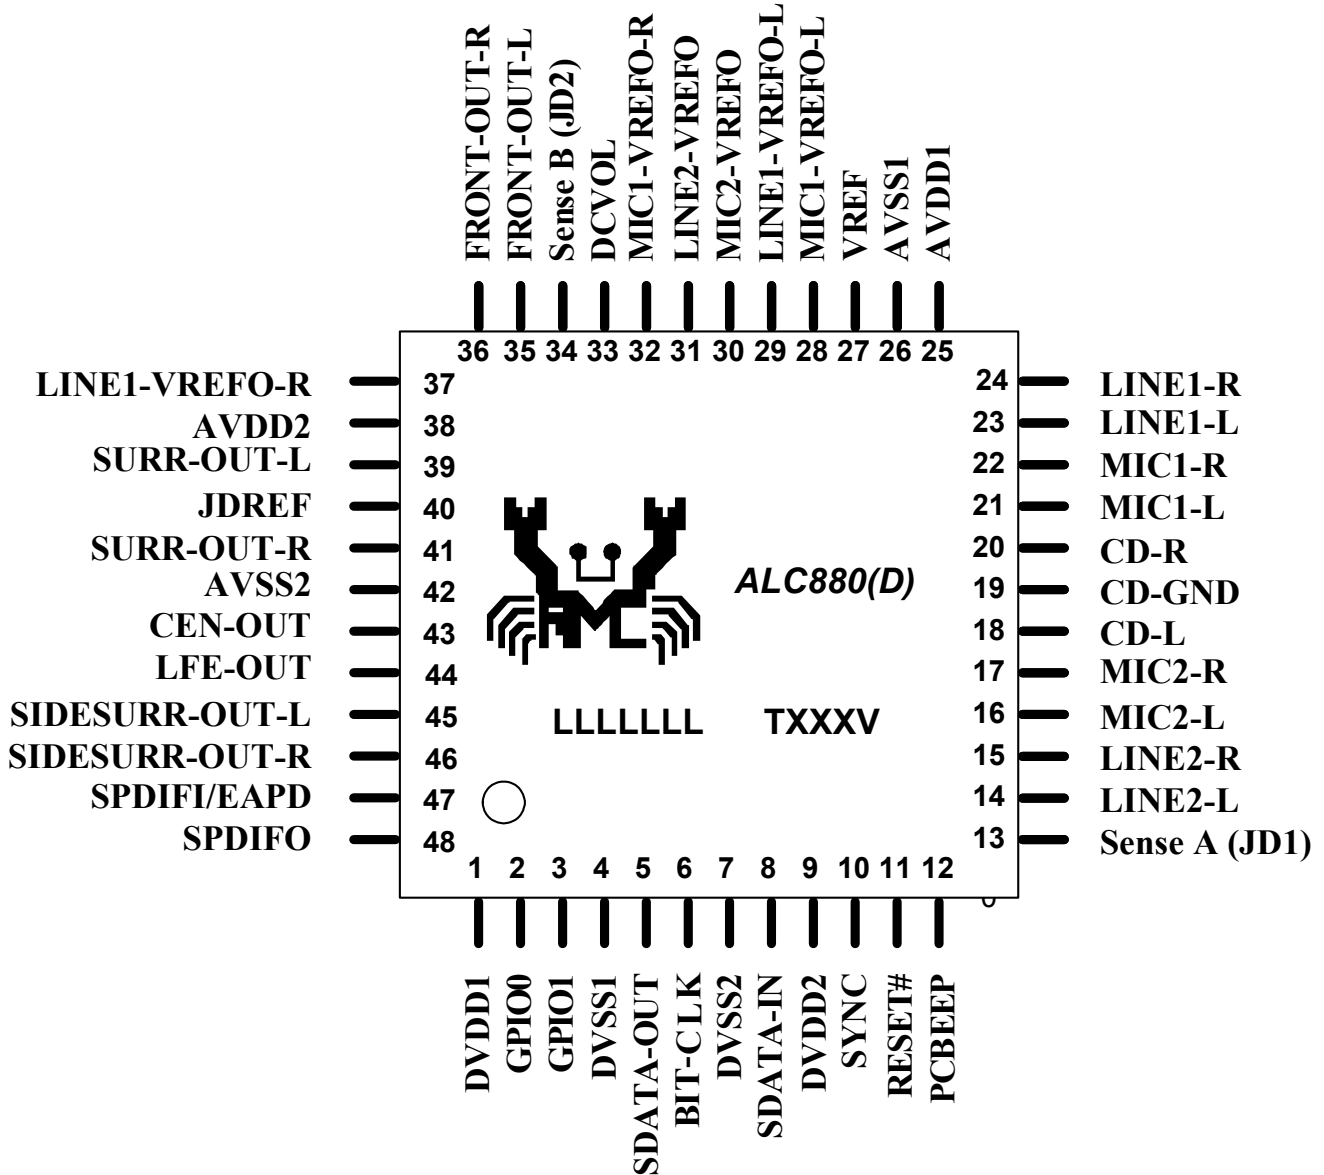 FRONT-OUT-R
FRONT-OUT-L
Sense B (JD2)
DCVOL
MIC1-VREFO-R
LINE2-VREFO
MIC2-VREFO
LINE1-VREFO-L
MIC1-VREFO-L
VREF
AVSS1
AVDD1
36 35 34 33 32 31 30 29 28 27 26 25
LINE1-VREFO-R 37
AVDD2 38
SURR-OUT-L 39
JDREF 40
SURR-OUT-R 41
AVSS2 42
CEN-OUT 43
LFE-OUT 44
SIDESURR-OUT-L 45
SIDESURR-OUT-R 46
SPDIFI/EAPD 47
SPDIFO 48
ALC880(D)
LLLLLLL TXXXV
24 LINE1-R
23 LINE1-L
22 MIC1-R
21 MIC1-L
20 CD-R
19 CD-GND
18 CD-L
17 MIC2-R
16 MIC2-L
15 LINE2-R
14 LINE2-L
13 Sense A (JD1)
1 2 3 4 5 6 7 8 9 10 11 12
DVDD1
GPIO0
GPIO1
DVSS1
SDATA-OUT
BIT-CLK
DVSS2
SDATA-IN
DVDD2
SYNC
RESET#
PCBEEP